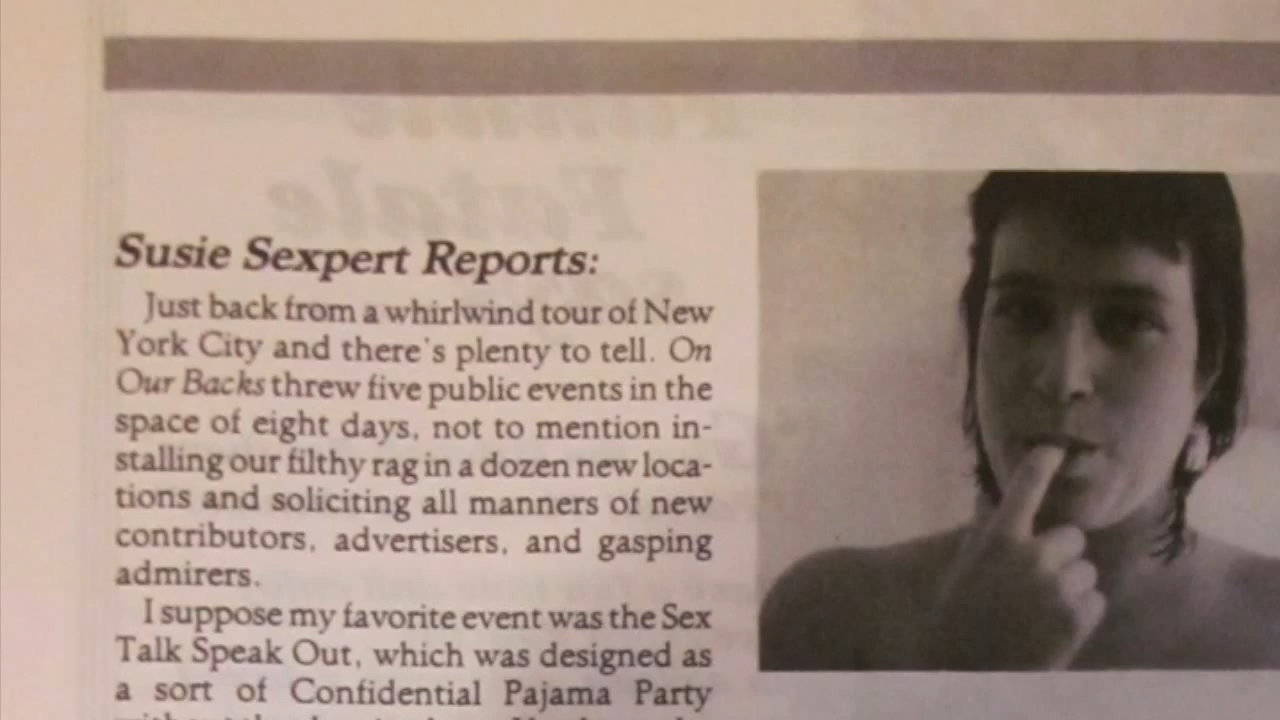 Susie Sexpert Reports:
Just back from a whirlwind tour of New
York City and there's plenty to tell. On
Our Backs threw five public events in the
space of eight days, not to mention in-
stalling our filthy rag in a dozen new loca-
tions and soliciting all manners of new
contributors, advertisers, and gasping
admirers.
I suppose my favorite event was the Sex
Talk Speak Out, which was designed as
a sort of Confidential Pajama Party